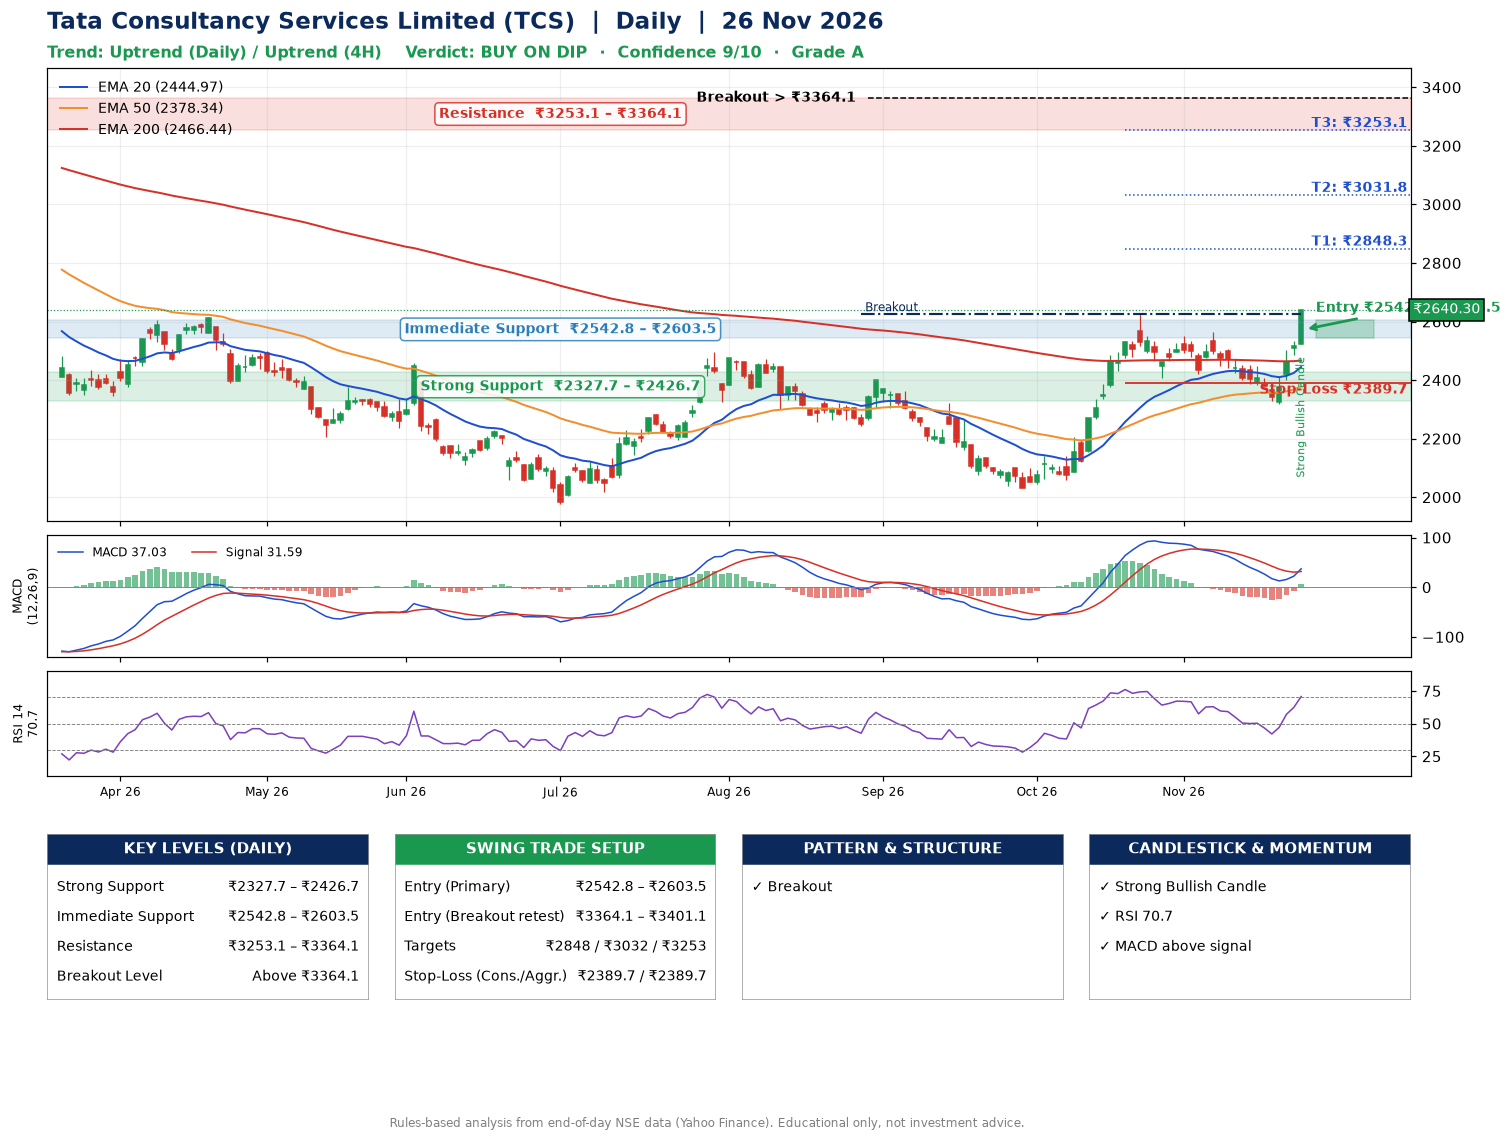 Tata Consultancy Services Limited (TCS) | Daily | 26 Nov 2026
Trend: Uptrend (Daily) / Uptrend (4H) Verdict: BUY ON DIP · Confidence 9/10 · Grade A
EMA 20 (2444.97)
EMA 50 (2378.34)
EMA 200 (2466.44)
Breakout > ₹3364.1
Resistance ₹3253.1 – ₹3364.1
T3: ₹3253.1
T2: ₹3031.8
T1: ₹2848.3
Breakout
Entry ₹2542
.5
₹2640.30
Immediate Support ₹2542.8 – ₹2603.5
Strong Support ₹2327.7 – ₹2426.7
Stop-Loss ₹2389.7
Strong Bullish Candle
3400
3200
3000
2800
2600
2400
2200
2000
MACD 37.03
Signal 31.59
MACD
(12,26,9)
100
0
−100
RSI 14
70.7
75
50
25
Apr 26
May 26
Jun 26
Jul 26
Aug 26
Sep 26
Oct 26
Nov 26
KEY LEVELS (DAILY)
Strong Support ₹2327.7 – ₹2426.7
Immediate Support ₹2542.8 – ₹2603.5
Resistance ₹3253.1 – ₹3364.1
Breakout Level Above ₹3364.1
SWING TRADE SETUP
Entry (Primary) ₹2542.8 – ₹2603.5
Entry (Breakout retest) ₹3364.1 – ₹3401.1
Targets ₹2848 / ₹3032 / ₹3253
Stop-Loss (Cons./Aggr.) ₹2389.7 / ₹2389.7
PATTERN & STRUCTURE
✓ Breakout
CANDLESTICK & MOMENTUM
✓ Strong Bullish Candle
✓ RSI 70.7
✓ MACD above signal
Rules-based analysis from end-of-day NSE data (Yahoo Finance). Educational only, not investment advice.